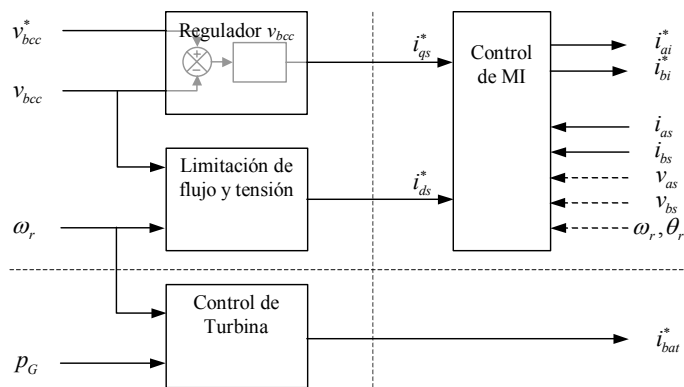 v*bcc
Regulador vbcc
+
−
vbcc
i*qs
Control
de MI
i*ai
i*bi
ias
ibs
vas
vbs
ωr,θr
Limitación de
flujo y tensión
i*ds
ωr
Control de
Turbina
pG
i*bat